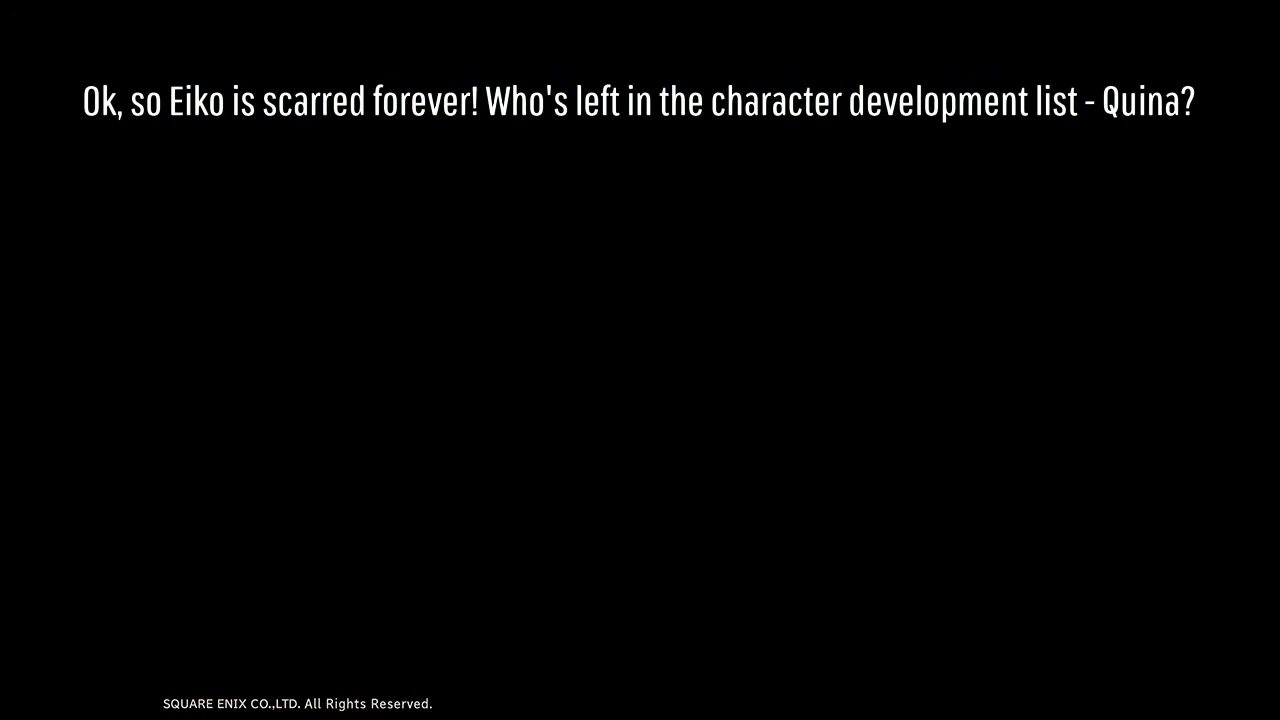 Ok, so Eiko is scarred forever! Who's left in the character development list - Quina?
SQUARE ENIX CO.,LTD. All Rights Reserved.